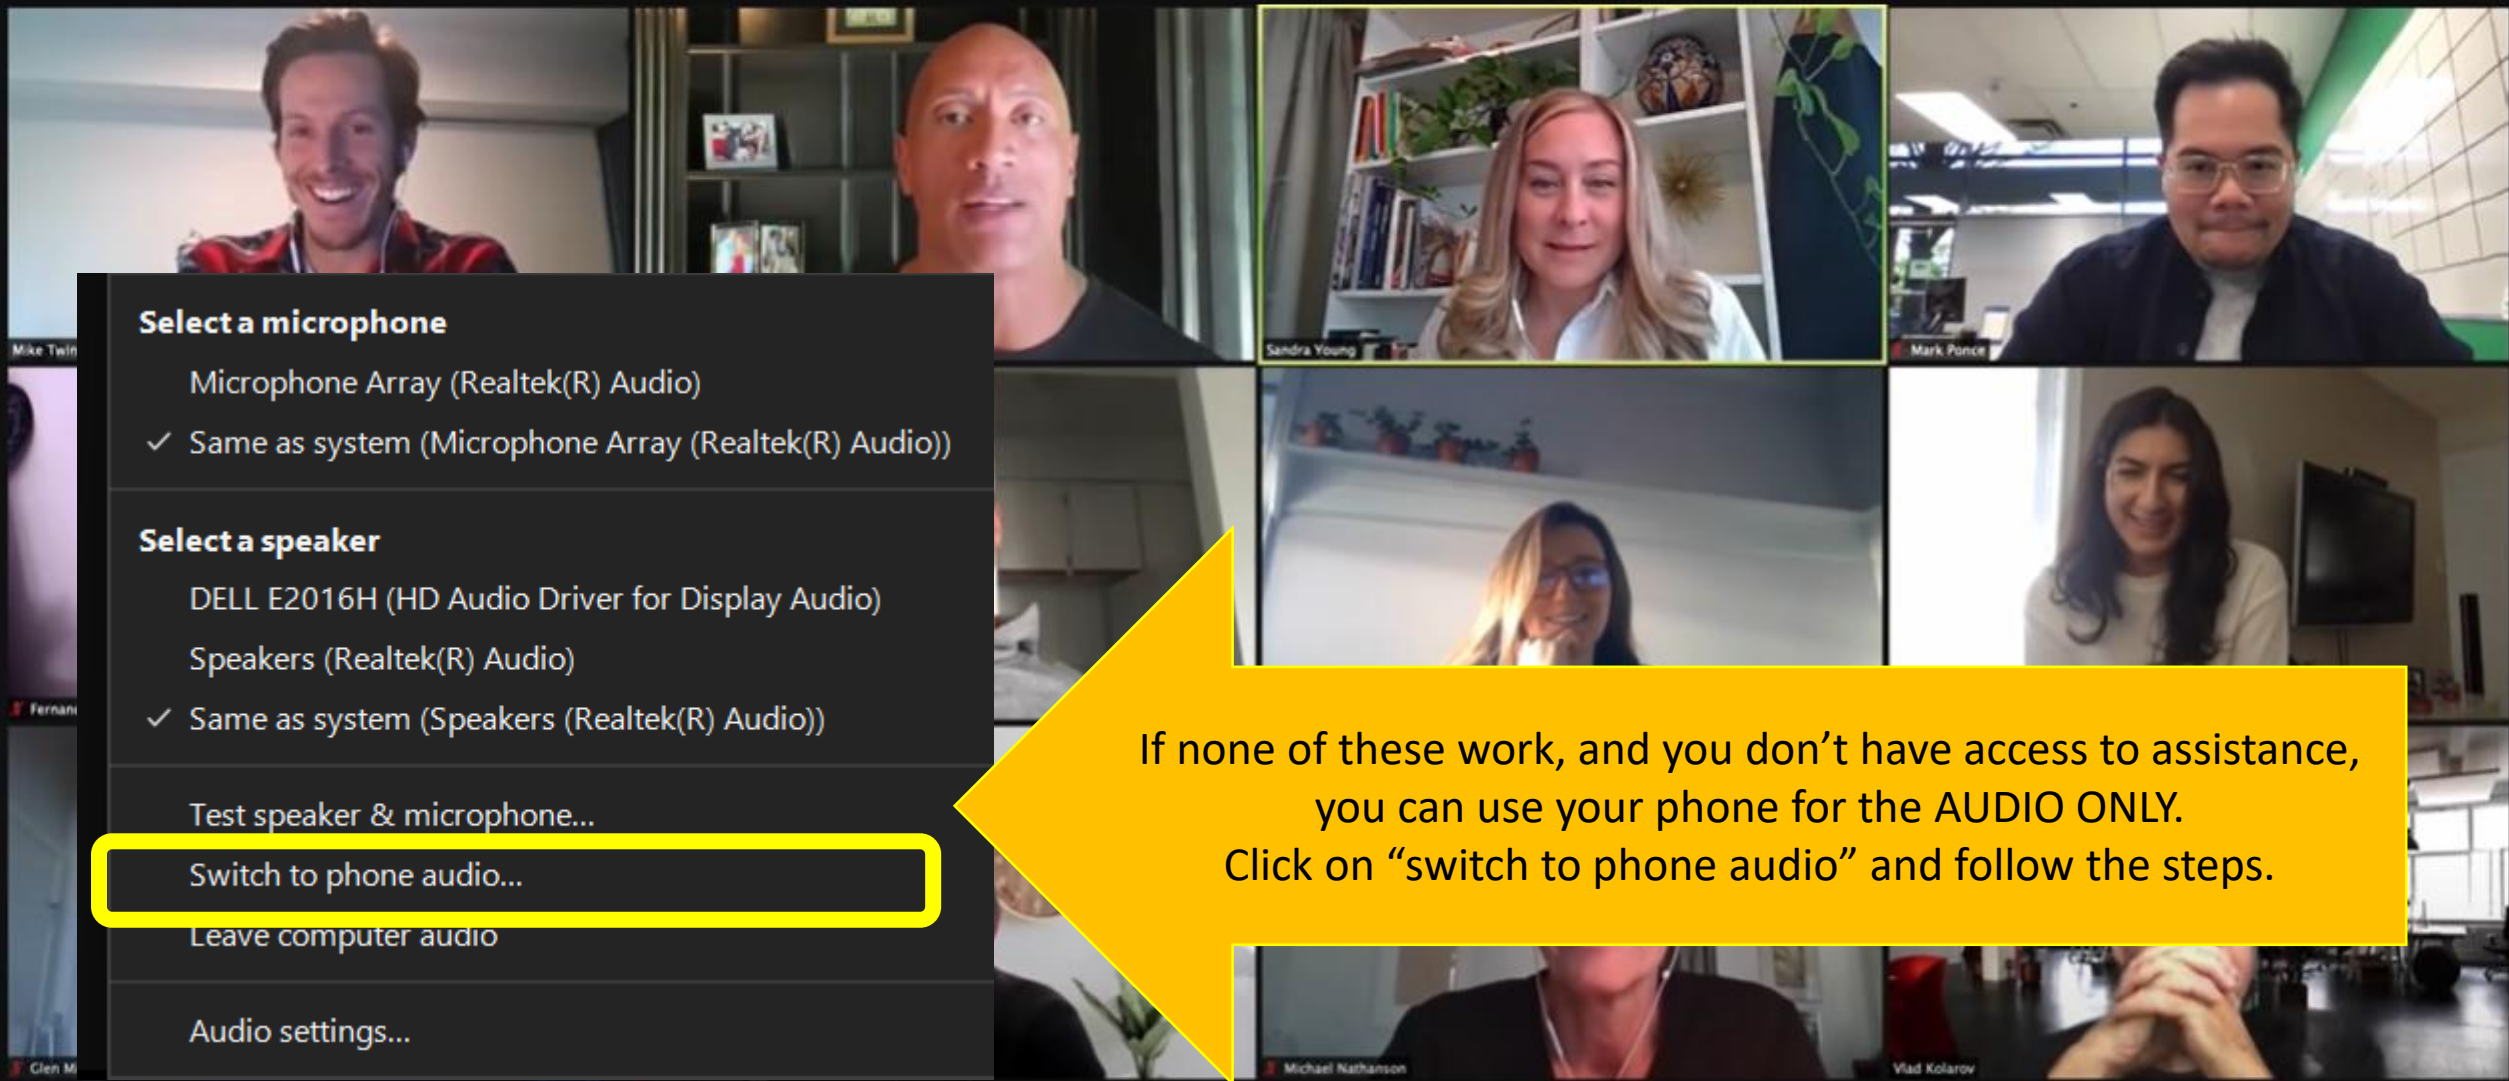 Mike Twin
Sandra Young
Mark Ponce
Select a microphone
Microphone Array (Realtek(R) Audio)
Same as system (Microphone Array (Realtek(R) Audio))
Select a speaker
DELL E2016H (HD Audio Driver for Display Audio)
Speakers (Realtek(R) Audio)
Same as system (Speakers (Realtek(R) Audio))
Test speaker & microphone...
Switch to phone audio...
Leave computer audio
Audio settings...
Fernan
If none of these work, and you don’t have access to assistance,
you can use your phone for the AUDIO ONLY.
Click on “switch to phone audio” and follow the steps.
Glen M
Michael Nathanson
Vlad Kolarov